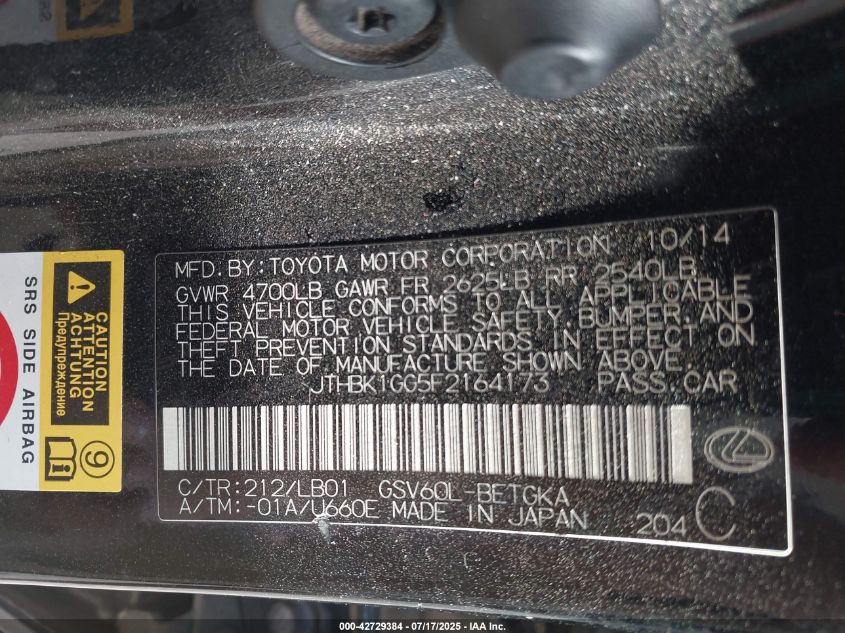 MFD. BY: TOYOTA MOTOR CORPORATION 10/14
GVWR 4700LB GAWR FR 2625LB RR 2540LB
THIS VEHICLE CONFORMS TO ALL APPLICABLE
FEDERAL MOTOR VEHICLE SAFETY, BUMPER AND
THEFT PREVENTION STANDARDS IN EFFECT ON
THE DATE OF MANUFACTURE SHOWN ABOVE.
JTHBK1GG5F2164173 PASS.CAR
C/TR:212/LB01 GSV60L-BETGKA
A/TM:-01A/U660E MADE IN JAPAN 204 C
CAUTION
ATTENTION
ACHTUNG
Предупреждение
9
SRS SIDE AIRBAG
000-42729384 - 07/17/2025 - IAA Inc.